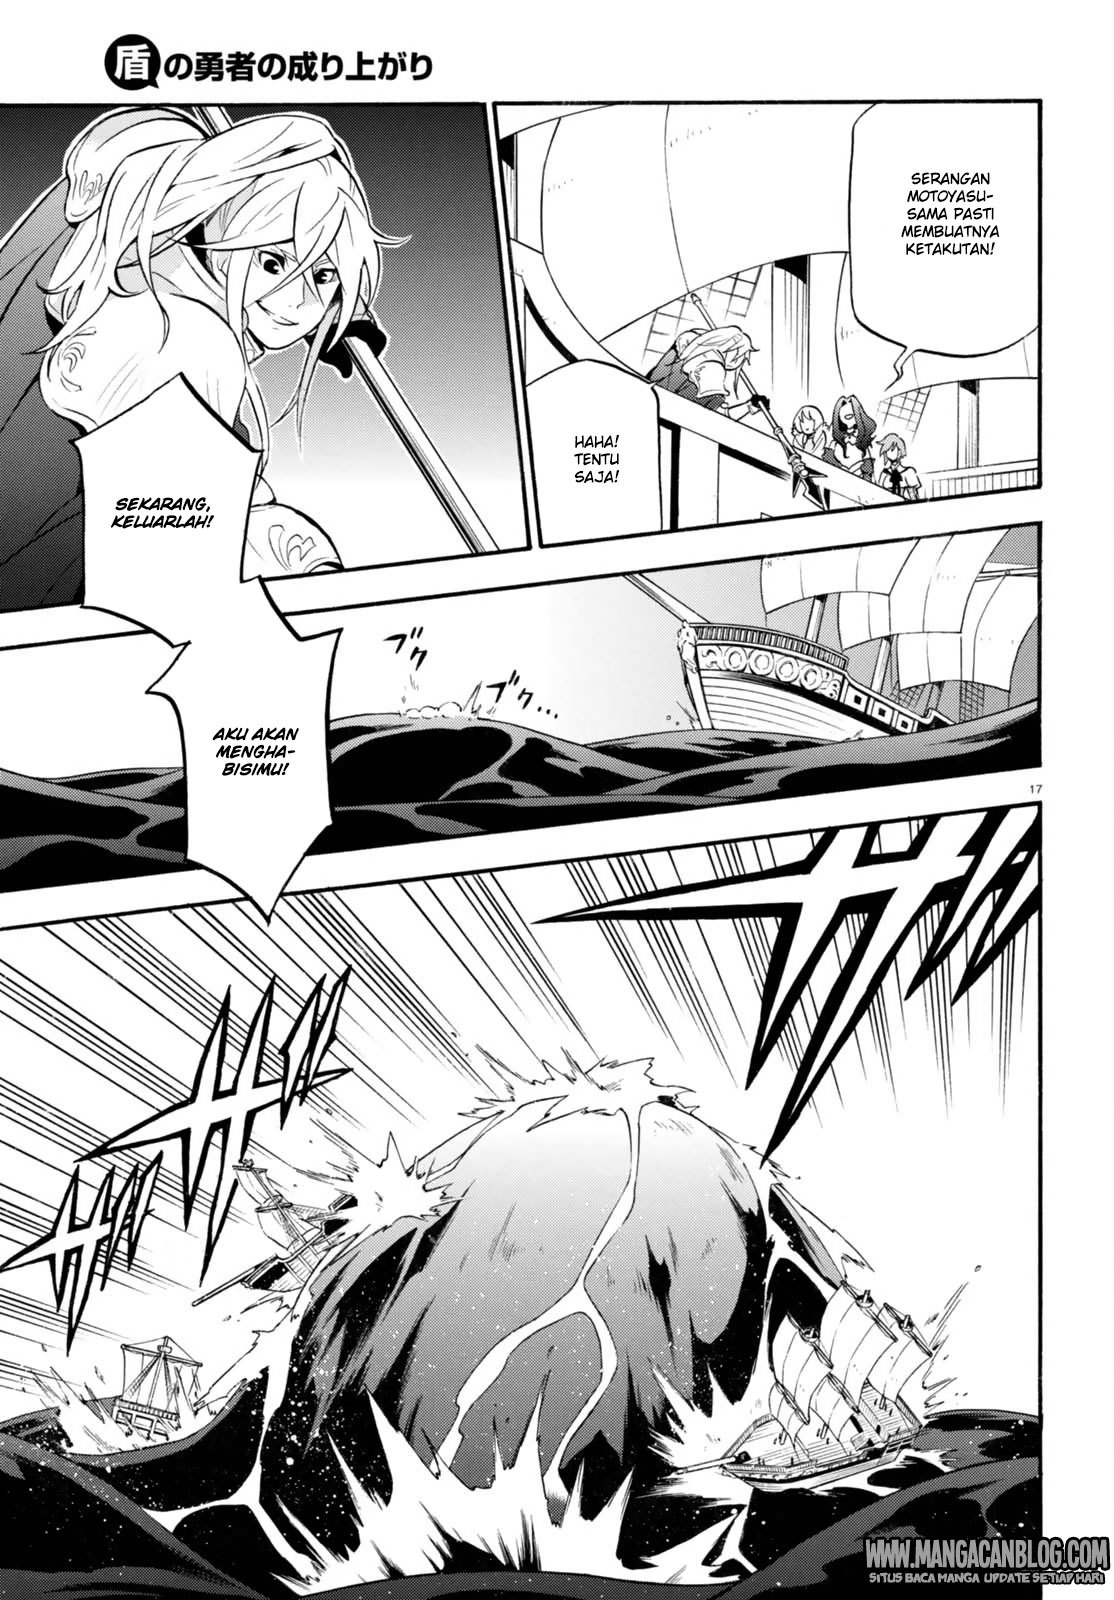 盾の勇者の成り上がり
SERANGAN
MOTOYASU-
SAMA PASTI
MEMBUATNYA
KETAKUTAN!
HAHA!
TENTU
SAJA!
SEKARANG,
KELUARLAH!
AKU AKAN
MENGHA-
BISIMU!
ブク
ブク…
17
WWW.MANGACANBLOG.COM
SITUS BACA MANGA UPDATE SETIAP HARI